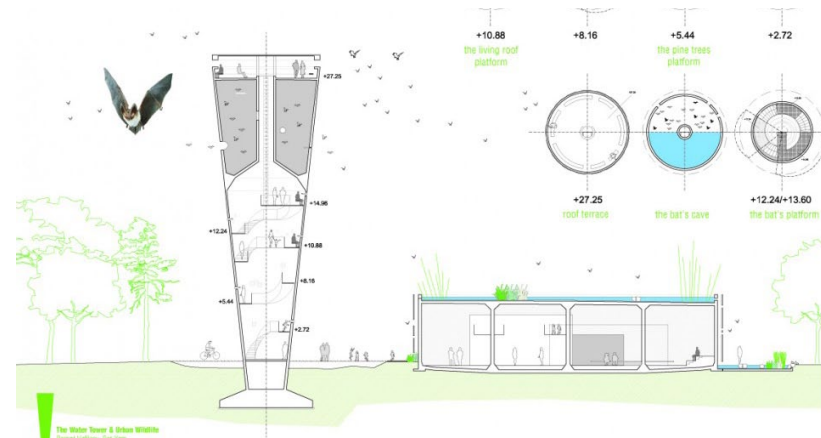 +10.88
the living roof
platform
+8.16
+5.44
the pine trees
platform
+2.72
+27.25
+14.96
+12.24
+10.88
+8.16
+5.44
+2.72
+27.25
roof terrace
the bat's cave
+12.24/+13.60
the bat's platform
The Water Tower & Urban Wildlife